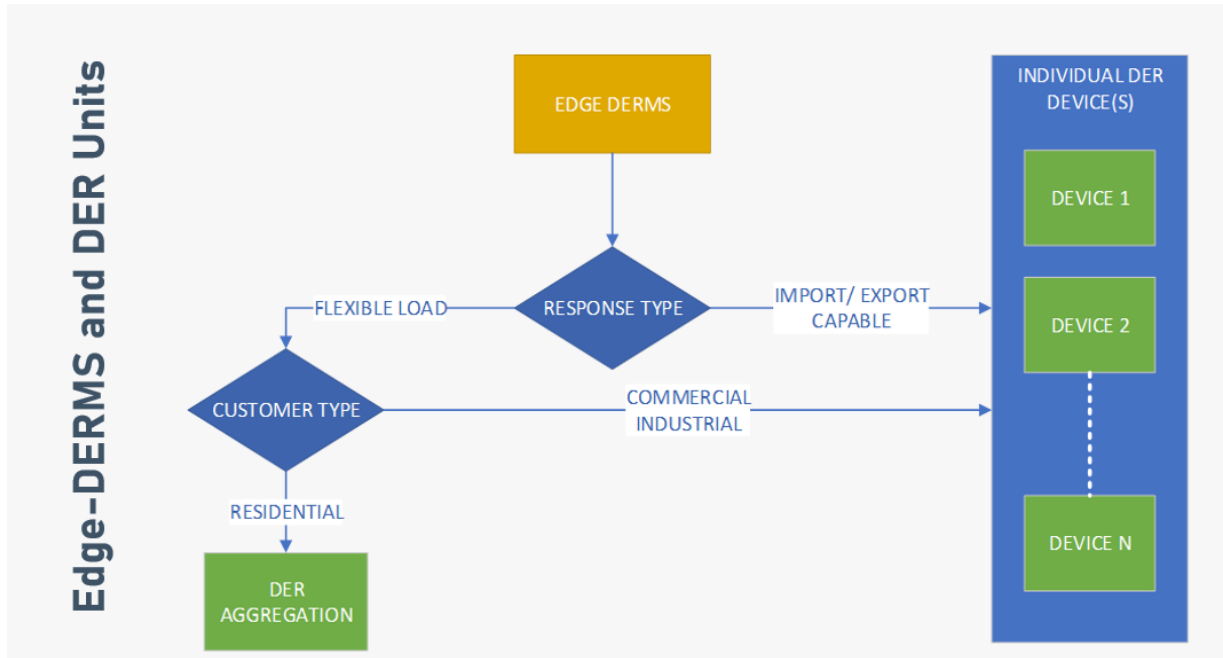 Edge-DERMS and DER Units
EDGE DERMS
INDIVIDUAL DER
DEVICE(S)
DEVICE 1
RESPONSE TYPE
FLEXIBLE LOAD
IMPORT/ EXPORT
CAPABLE
DEVICE 2
CUSTOMER TYPE
COMMERCIAL
INDUSTRIAL
RESIDENTIAL
DEVICE N
DER
AGGREGATION